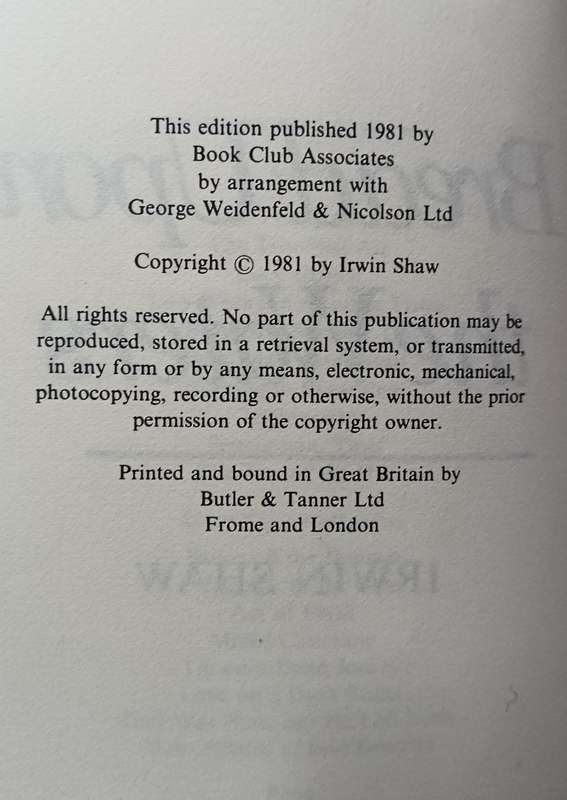 This edition published 1981 by
Book Club Associates
by arrangement with
George Weidenfeld & Nicolson Ltd
Copyright © 1981 by Irwin Shaw
All rights reserved. No part of this publication may be
reproduced, stored in a retrieval system, or transmitted,
in any form or by any means, electronic, mechanical,
photocopying, recording or otherwise, without the prior
permission of the copyright owner.
Printed and bound in Great Britain by
Butler & Tanner Ltd
Frome and London
IRWIN SHAW